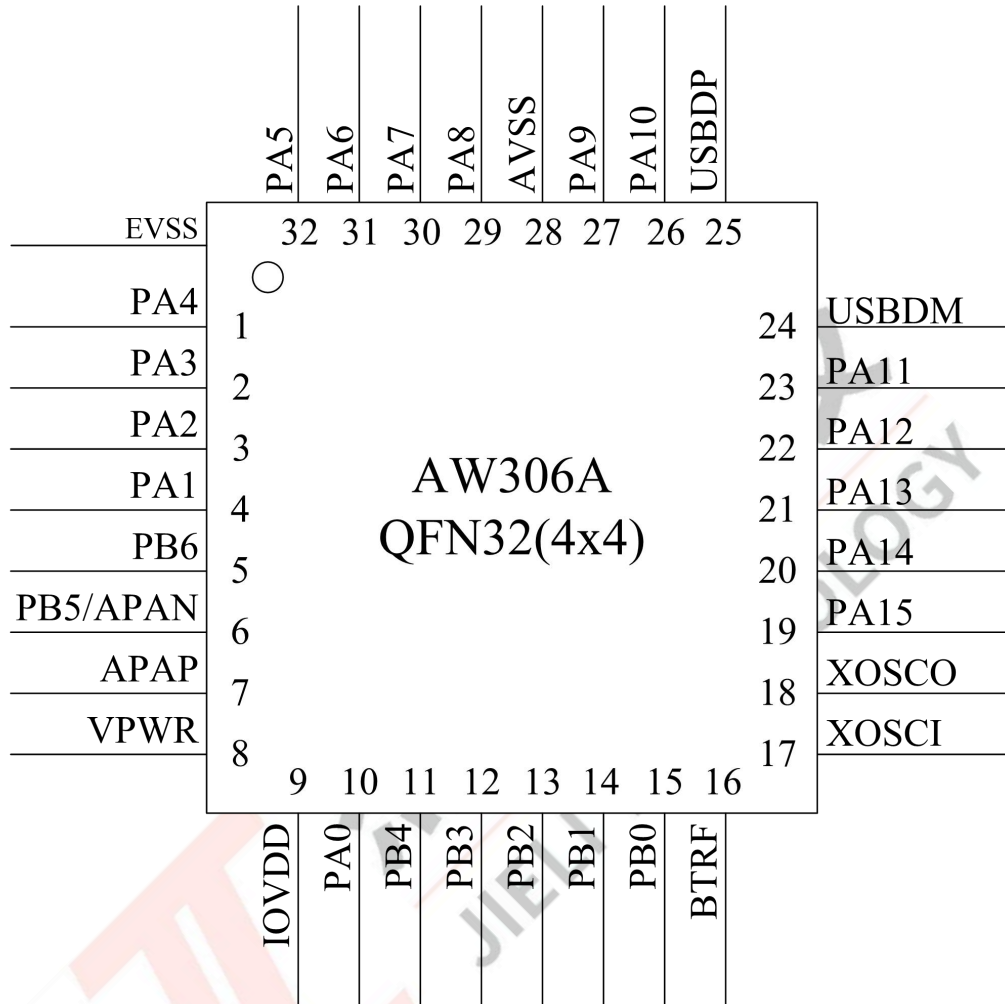 PA5
PA6
PA7
PA8
AVSS
PA9
PA10
USBDP
EVSS
32 31 30 29 28 27 26 25
PA4
1
PA3
2
PA2
3
PA1
4
PB6
5
PB5/APAN
6
APAP
7
VPWR
8
AW306A
QFN32(4x4)
24 USBDM
23 PA11
22 PA12
21 PA13
20 PA14
19 PA15
18 XOSCO
17 XOSCI
9 10 11 12 13 14 15 16
IOVDD
PA0
PB4
PB3
PB2
PB1
PB0
BTRF